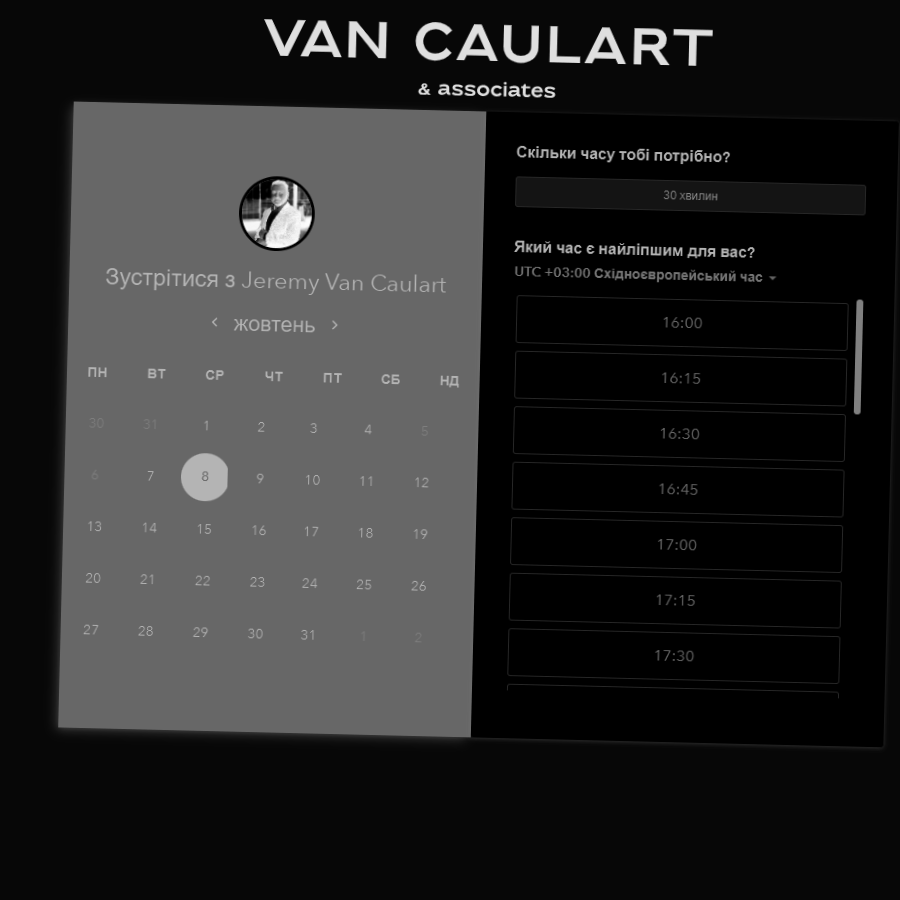 VAN CAULART
& associates
Зустрітися з Jeremy Van Caulart
жовтень
ПН ВТ СР ЧТ ПТ СБ НД
30 31 1 2 3 4 5
6 7 8 9 10 11 12
13 14 15 16 17 18 19
20 21 22 23 24 25 26
27 28 29 30 31 1 2
Скільки часу тобі потрібно?
30 хвилин
Який час є найліпшим для вас?
UTC +03:00 Східноєвропейський час
16:00
16:15
16:30
16:45
17:00
17:15
17:30